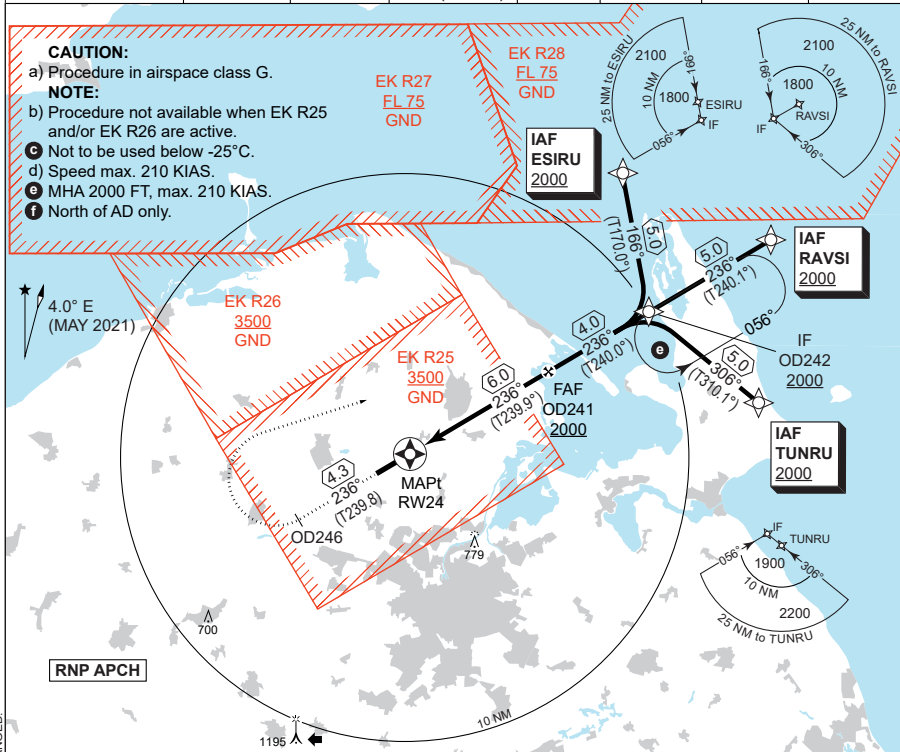 CAUTION:
a) Procedure in airspace class G.
NOTE:
b) Procedure not available when EK R25
and/or EK R26 are active.
c Not to be used below -25°C.
d) Speed max. 210 KIAS.
e MHA 2000 FT, max. 210 KIAS.
f North of AD only.
EK R27
FL 75
GND
EK R28
FL 75
GND
25 NM to ESIRU
2100
10 NM
1800
166°
ESIRU
IF
056°
25 NM to RAVSI
2100
10 NM
1800
166°
RAVSI
IF
306°
IAF
ESIRU
2000
166°
(T170.0°)
5.0
5.0
236°
(T240.1°)
IAF
RAVSI
2000
4.0° E
(MAY 2021)
EK R26
3500
GND
EK R25
3500
GND
4.0
236°
(T240.0°)
056°
e
IF
OD242
2000
5.0
306°
(T310.1°)
6.0
236°
(T239.9°)
FAF
OD241
2000
IAF
TUNRU
2000
4.3
236°
(T239.8)
MAPt
RW24
OD246
779
700
IF
TUNRU
056°
306°
1900
10 NM
2200
25 NM to TUNRU
RNP APCH
10 NM
1195